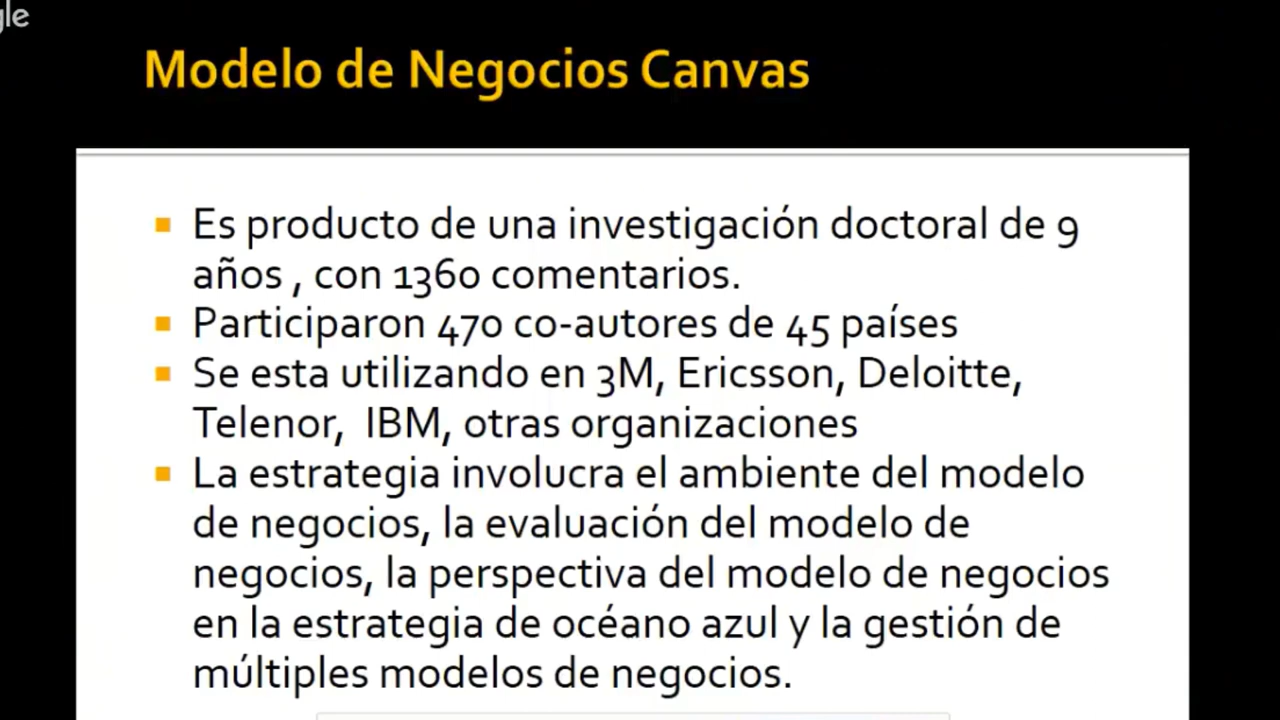 Modelo de Negocios Canvas
Es producto de una investigación doctoral de 9
años , con 1360 comentarios.
Participaron 470 co-autores de 45 países
Se esta utilizando en 3M, Ericsson, Deloitte,
Telenor, IBM, otras organizaciones
La estrategia involucra el ambiente del modelo
de negocios, la evaluación del modelo de
negocios, la perspectiva del modelo de negocios
en la estrategia de océano azul y la gestión de
múltiples modelos de negocios.